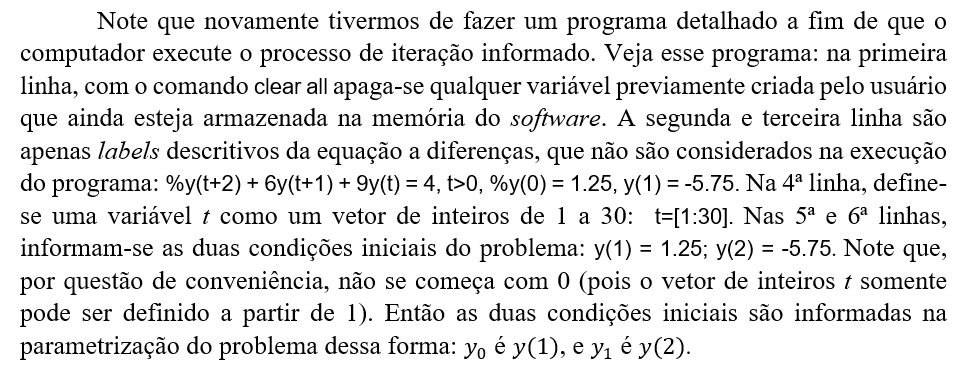 Note que novamente tivermos de fazer um programa detalhado a fim de que o
computador execute o processo de iteração informado. Veja esse programa: na primeira
linha, com o comando clear all apaga-se qualquer variável previamente criada pelo usuário
que ainda esteja armazenada na memória do software. A segunda e terceira linha são
apenas labels descritivos da equação a diferenças, que não são considerados na execução
do programa: %y(t+2) + 6y(t+1) + 9y(t) = 4, t>0, %y(0) = 1.25, y(1) = -5.75. Na 4ª linha, define-
se uma variável t como um vetor de inteiros de 1 a 30: t=[1:30]. Nas 5ª e 6ª linhas,
informam-se as duas condições iniciais do problema: y(1) = 1.25; y(2) = -5.75. Note que,
por questão de conveniência, não se começa com 0 (pois o vetor de inteiros t somente
pode ser definido a partir de 1). Então as duas condições iniciais são informadas na
parametrização do problema dessa forma: y₀ é y(1), e y₁ é y(2).